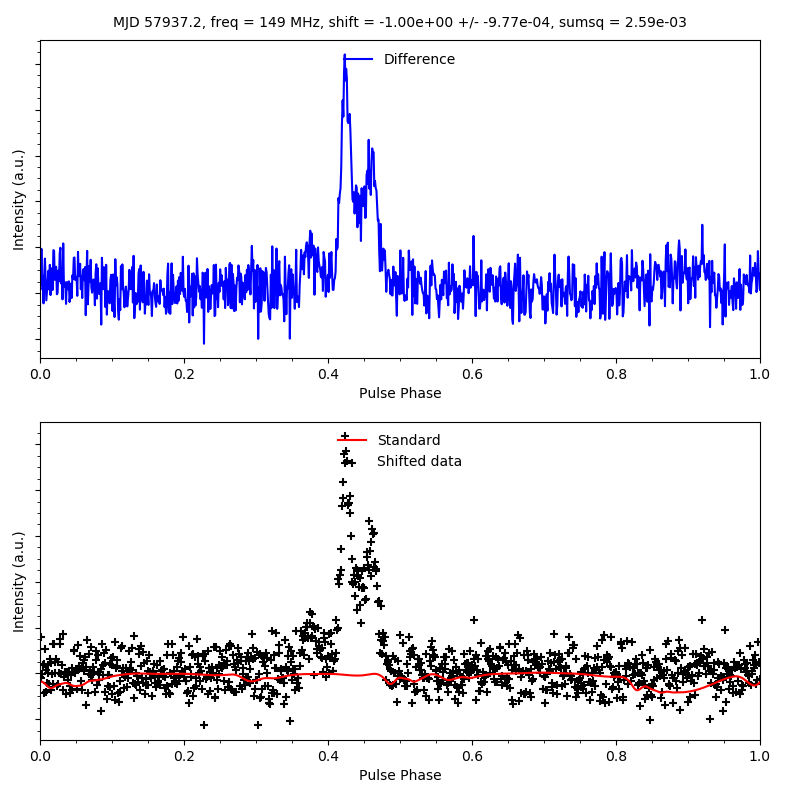 MJD 57937.2, freq = 149 MHz, shift = -1.00e+00 +/- -9.77e-04, sumsq = 2.59e-03
Difference
Intensity (a.u.)
0.0 0.2 0.4 0.6 0.8 1.0
Pulse Phase
Standard
Shifted data
Intensity (a.u.)
0.0 0.2 0.4 0.6 0.8 1.0
Pulse Phase